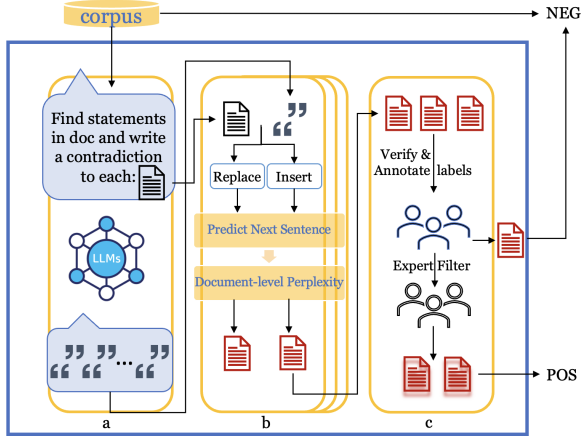 corpus
NEG
Find statements
in doc and write
a contradiction
to each:
LLMs
...
a
Replace
Insert
Predict Next Sentence
Document-level Perplexity
b
Verify &
Annotate labels
Expert Filter
POS
c